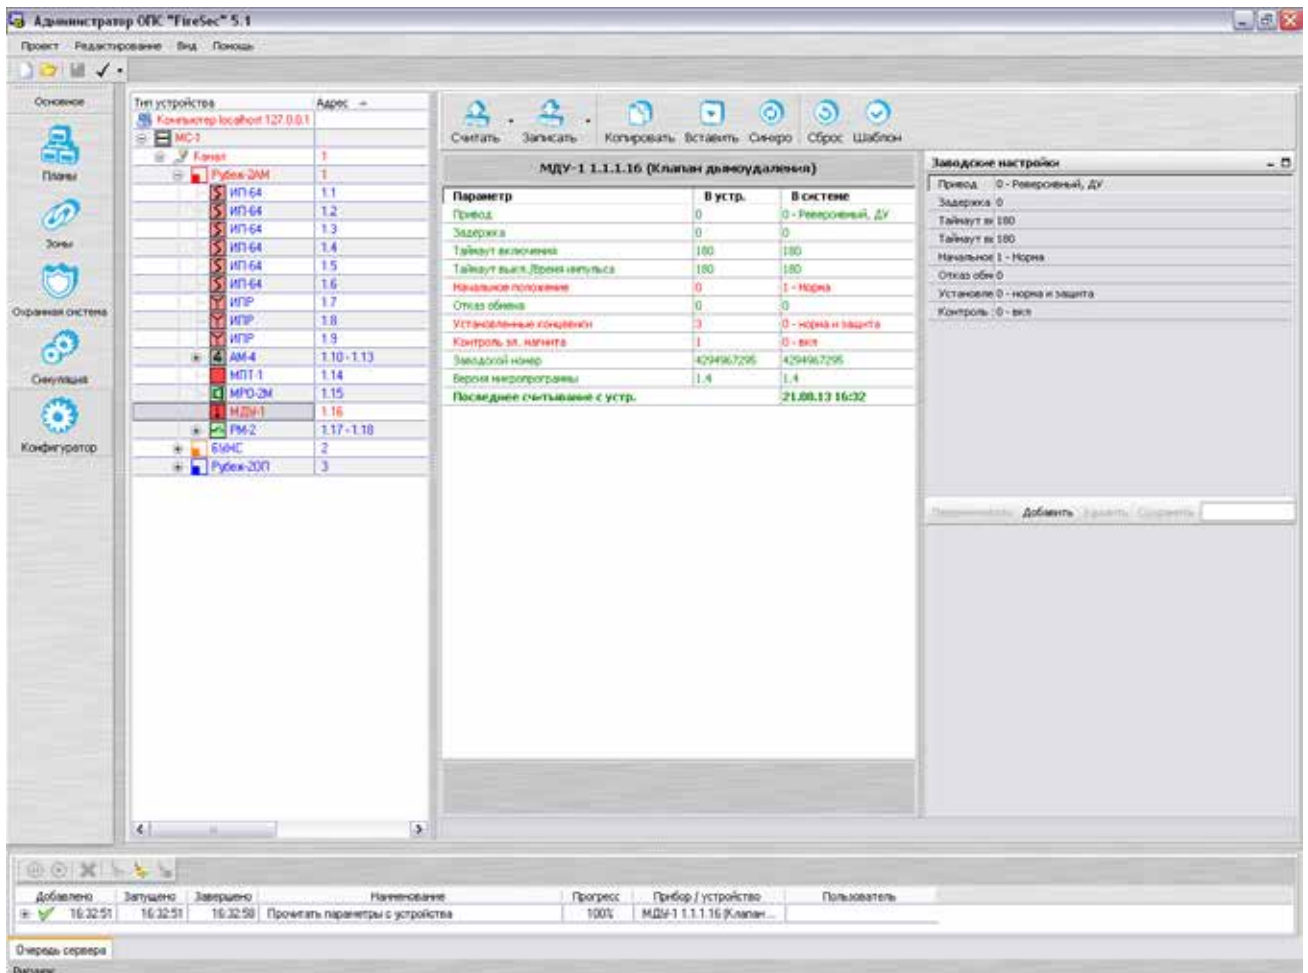 Администратор ОПС "FireSec" 5.1
Проект Редактирование Вид Помощь
Основное
Планы
Зоны
Охранная система
Симуляция
Конфигуратор
Тип устройства Адрес
Компьютер localhost 127.0.0.1
МС-1
Канал 1
Рубеж-2АМ 1
ИП-64 1.1
ИП-64 1.2
ИП-64 1.3
ИП-64 1.4
ИП-64 1.5
ИП-64 1.6
ИПР 1.7
ИПР 1.8
ИПР 1.9
АМ-4 1.10 - 1.13
МПТ-1 1.14
МРО-2М 1.15
МДУ-1 1.16
РМ-2 1.17 - 1.18
БУНС 2
Рубеж-2ОП 3
Считать Записать Копировать Вставить Синхро Сброс Шаблон
МДУ-1 1.1.1.16 (Клапан дымоудаления)
Параметр В устр. В системе
Привод 0 0 - Реверсивный, ДУ
Задержка 0 0
Таймаут включения 180 180
Таймаут выкл./Время импульса 180 180
Начальное положение 0 1 - Норма
Отказ обмена 0 0
Установленные концевики 3 0 - норма и защита
Контроль эл. магнита 1 0 - вкл
Заводской номер 4294967295 4294967295
Версия микропрограммы 1.4 1.4
Последнее считывание с устр. 21.08.13 16:32
Заводские настройки
Привод 0 - Реверсивный, ДУ
Задержка 0
Таймаут вк 180
Таймаут вк 180
Начальное 1 - Норма
Отказ обм 0
Установле 0 - норма и защита
Контроль : 0 - вкл
Добавить Удалить Сохранить
Добавлено Запущено Завершено Наименование Прогресс Прибор / устройство Пользователь
16:32:51 16:32:51 16:32:58 Прочитать параметры с устройства 100% МДУ-1 1.1.1.16 (Клапан...
Очередь сервера